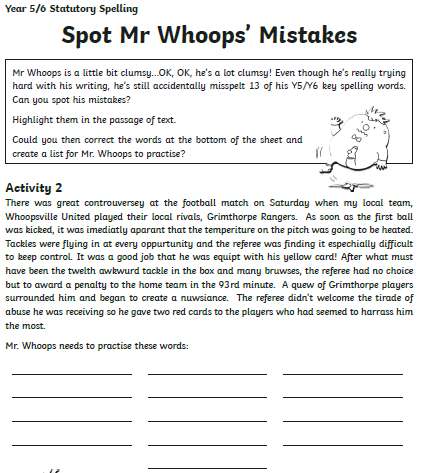 Year 5/6 Statutory Spelling
Spot Mr Whoops' Mistakes
Mr Whoops is a little bit clumsy...OK, OK, he's a lot clumsy! Even though he's really trying
hard with his writing, he's still accidentally misspelt 13 of his Y5/Y6 key spelling words.
Can you spot his mistakes?
Highlight them in the passage of text.
Could you then correct the words at the bottom of the sheet and
create a list for Mr. Whoops to practise?
Activity 2
There was great controuversey at the football match on Saturday when my local team,
Whoopsville United played their local rivals, Grimthorpe Rangers. As soon as the first ball
was kicked, it was imediatly aparant that the temperiture on the pitch was going to be heated.
Tackles were flying in at every oppurtunity and the referee was finding it espechially difficult
to keep control. It was a good job that he was equipt with his yellow card! After what must
have been the twelth awkwurd tackle in the box and many bruwses, the referee had no choice
but to award a penalty to the home team in the 93rd minute. A quew of Grimthorpe players
surrounded him and began to create a nuwsiance. The referee didn't welcome the tirade of
abuse he was receiving so he gave two red cards to the players who had seemed to harrass him
the most.
Mr. Whoops needs to practise these words: